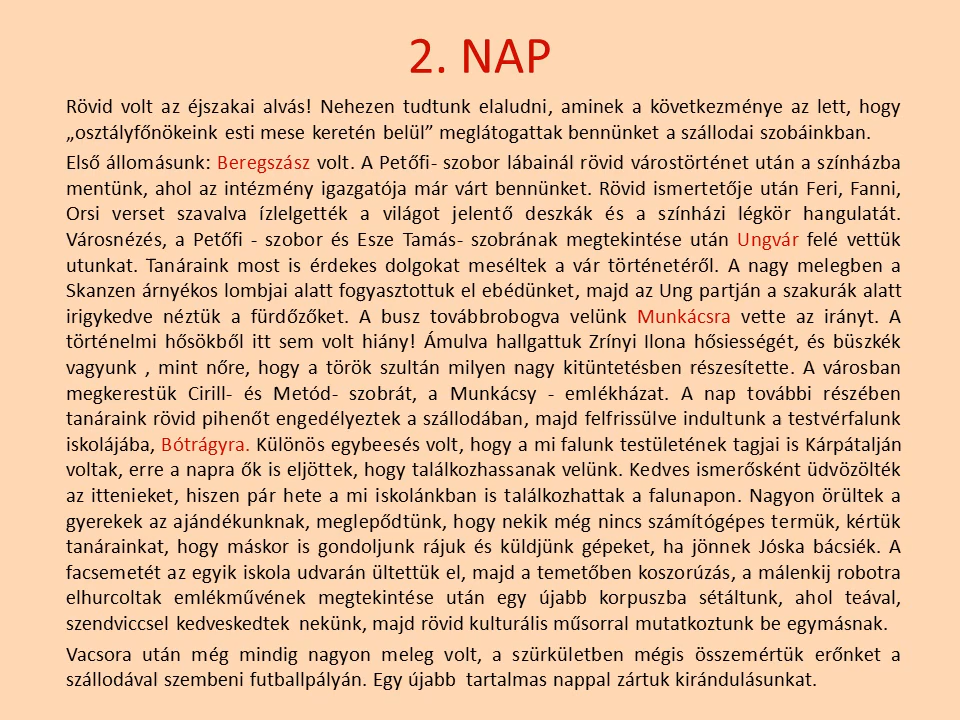 2. NAP
Rövid volt az éjszakai alvás! Nehezen tudtunk elaludni, aminek a következménye az lett, hogy
„osztályfőnökeink esti mese keretén belül” meglátogattak bennünket a szállodai szobáinkban.
Első állomásunk: Beregszász volt. A Petőfi- szobor lábainál rövid várostörténet után a színházba
mentünk, ahol az intézmény igazgatója már várt bennünket. Rövid ismertetője után Feri, Fanni,
Orsi verset szavalva ízlelgették a világot jelentő deszkák és a színházi légkör hangulatát.
Városnézés, a Petőfi - szobor és Esze Tamás- szobrának megtekintése után Ungvár felé vettük
utunkat. Tanáraink most is érdekes dolgokat meséltek a vár történetéről. A nagy melegben a
Skanzen árnyékos lombjai alatt fogyasztottuk el ebédünket, majd az Ung partján a szakurák alatt
irigykedve néztük a fürdőzőket. A busz továbbrobogva velünk Munkácsra vette az irányt. A
történelmi hősökből itt sem volt hiány! Ámulva hallgattuk Zrínyi Ilona hősiességét, és büszkék
vagyunk , mint nőre, hogy a török szultán milyen nagy kitüntetésben részesítette. A városban
megkerestük Cirill- és Metód- szobrát, a Munkácsy - emlékházat. A nap további részében
tanáraink rövid pihenőt engedélyeztek a szállodában, majd felfrissülve indultunk a testvérfalunk
iskolájába, Bótrágyra. Különös egybeesés volt, hogy a mi falunk testületének tagjai is Kárpátalján
voltak, erre a napra ők is eljöttek, hogy találkozhassanak velünk. Kedves ismerősként üdvözölték
az ittenieket, hiszen pár hete a mi iskolánkban is találkozhattak a falunapon. Nagyon örültek a
gyerekek az ajándékunknak, meglepődtünk, hogy nekik még nincs számítógépes termük, kértük
tanárainkat, hogy máskor is gondoljunk rájuk és küldjünk gépeket, ha jönnek Jóska bácsiék. A
facsemetét az egyik iskola udvarán ültettük el, majd a temetőben koszorúzás, a málenkij robotra
elhurcoltak emlékművének megtekintése után egy újabb korpuszba sétáltunk, ahol teával,
szendviccsel kedveskedtek nekünk, majd rövid kulturális műsorral mutatkoztunk be egymásnak.
Vacsora után még mindig nagyon meleg volt, a szürkületben mégis összemértük erőnket a
szállodával szembeni futballpályán. Egy újabb tartalmas nappal zártuk kirándulásunkat.